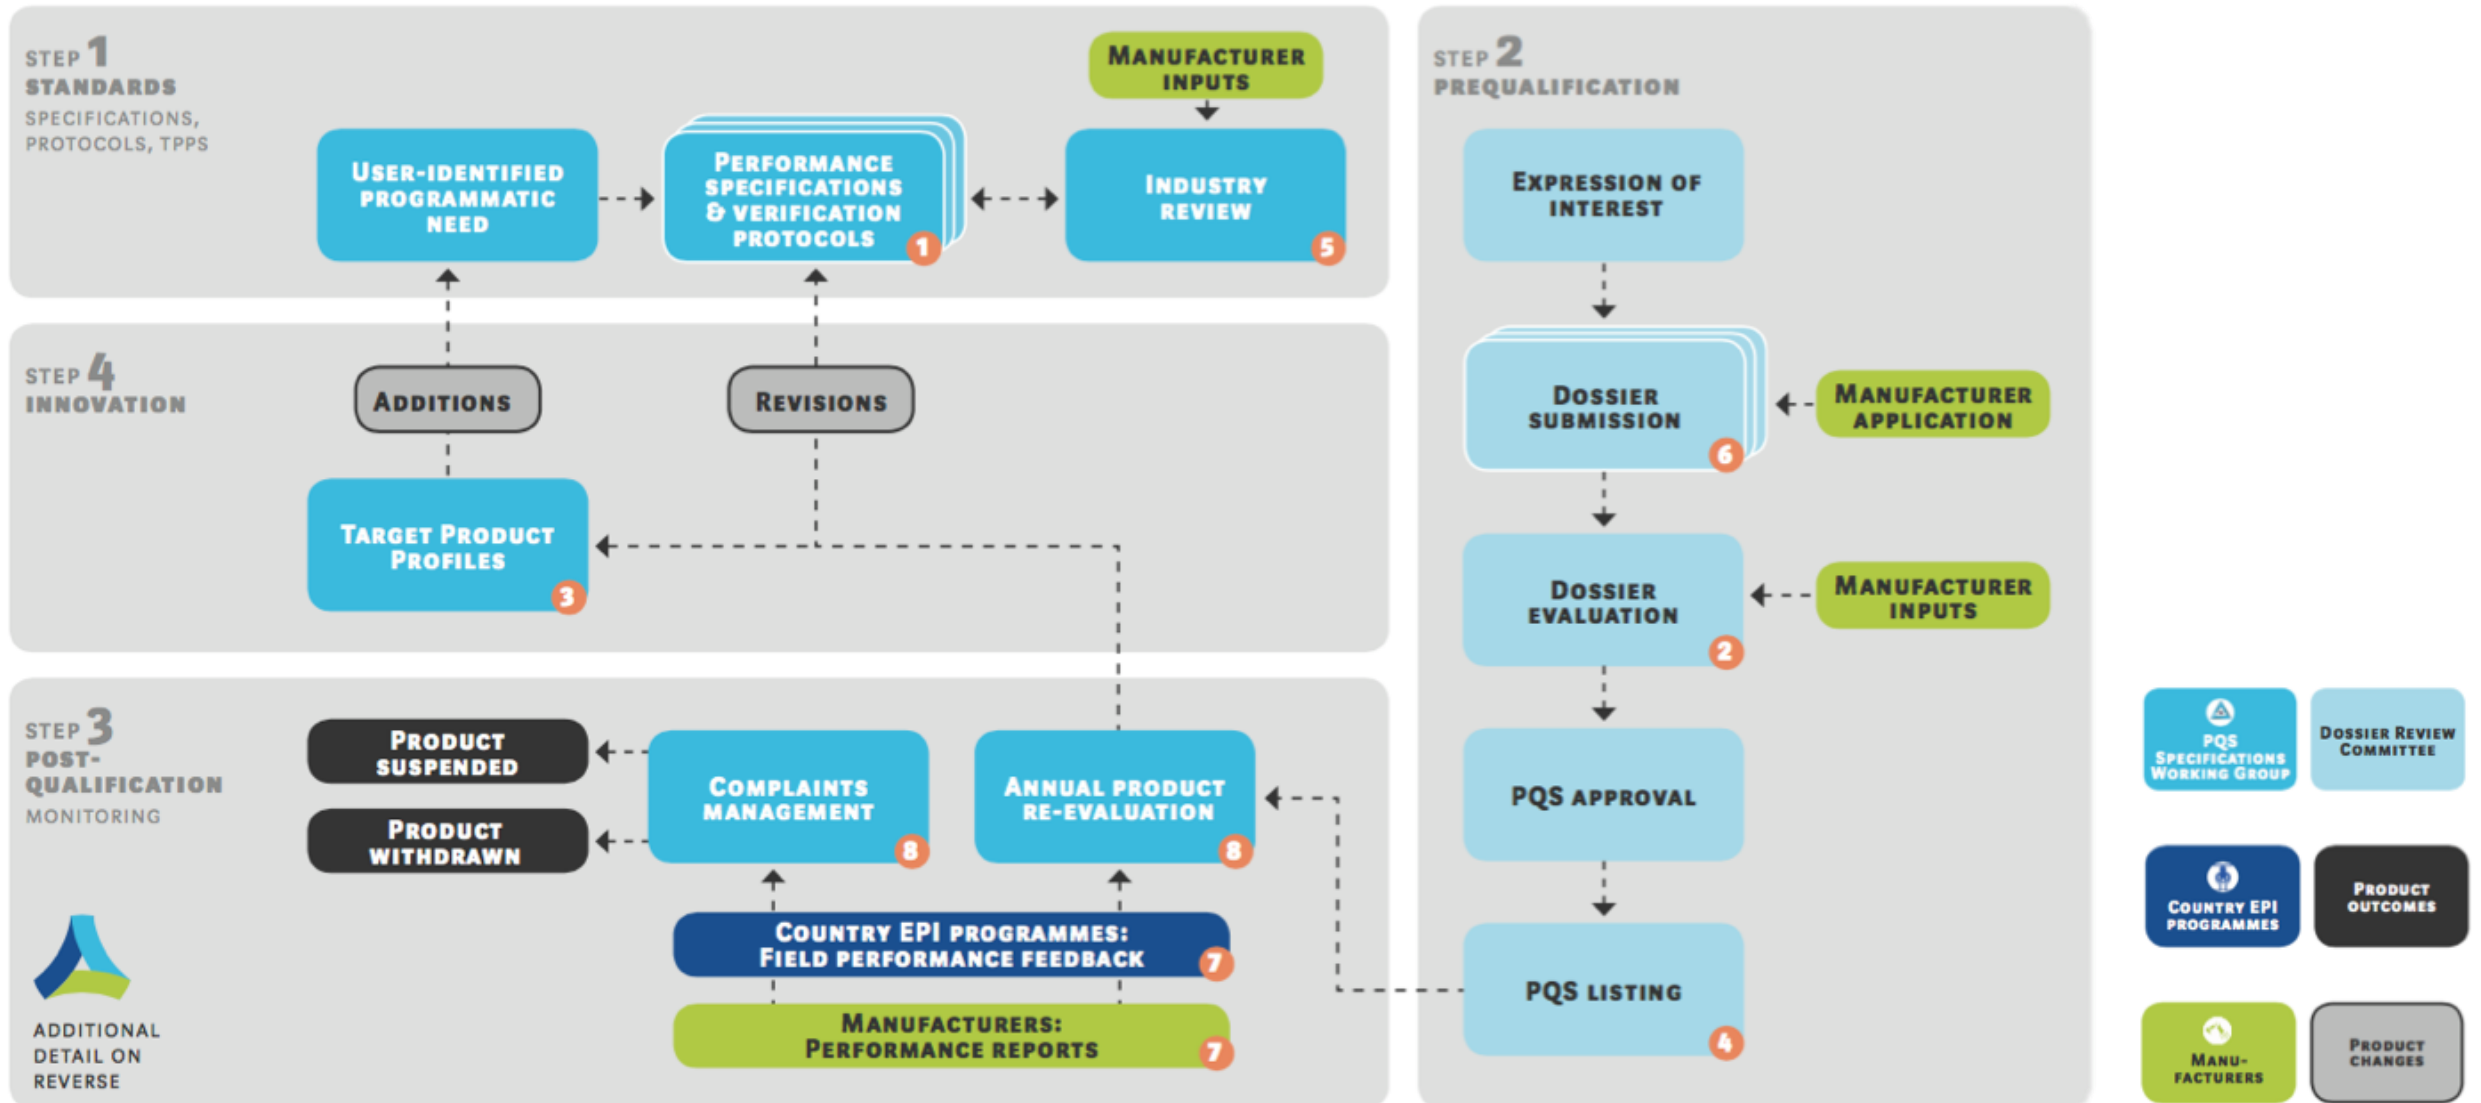 STEP 1
STANDARDS
SPECIFICATIONS,
PROTOCOLS, TPPS
USER-IDENTIFIED
PROGRAMMATIC
NEED
PERFORMANCE
SPECIFICATIONS
& VERIFICATION
PROTOCOLS
1
MANUFACTURER
INPUTS
INDUSTRY
REVIEW
5
STEP 4
INNOVATION
ADDITIONS
REVISIONS
TARGET PRODUCT
PROFILES
3
STEP 3
POST-
QUALIFICATION
MONITORING
PRODUCT
SUSPENDED
PRODUCT
WITHDRAWN
COMPLAINTS
MANAGEMENT
8
ANNUAL PRODUCT
RE-EVALUATION
8
COUNTRY EPI PROGRAMMES:
FIELD PERFORMANCE FEEDBACK
7
MANUFACTURERS:
PERFORMANCE REPORTS
7
ADDITIONAL
DETAIL ON
REVERSE
STEP 2
PREQUALIFICATION
EXPRESSION OF
INTEREST
DOSSIER
SUBMISSION
6
MANUFACTURER
APPLICATION
DOSSIER
EVALUATION
2
MANUFACTURER
INPUTS
PQS APPROVAL
PQS LISTING
4
PQS
SPECIFICATIONS
WORKING GROUP
DOSSIER REVIEW
COMMITTEE
COUNTRY EPI
PROGRAMMES
PRODUCT
OUTCOMES
MANU-
FACTURERS
PRODUCT
CHANGES